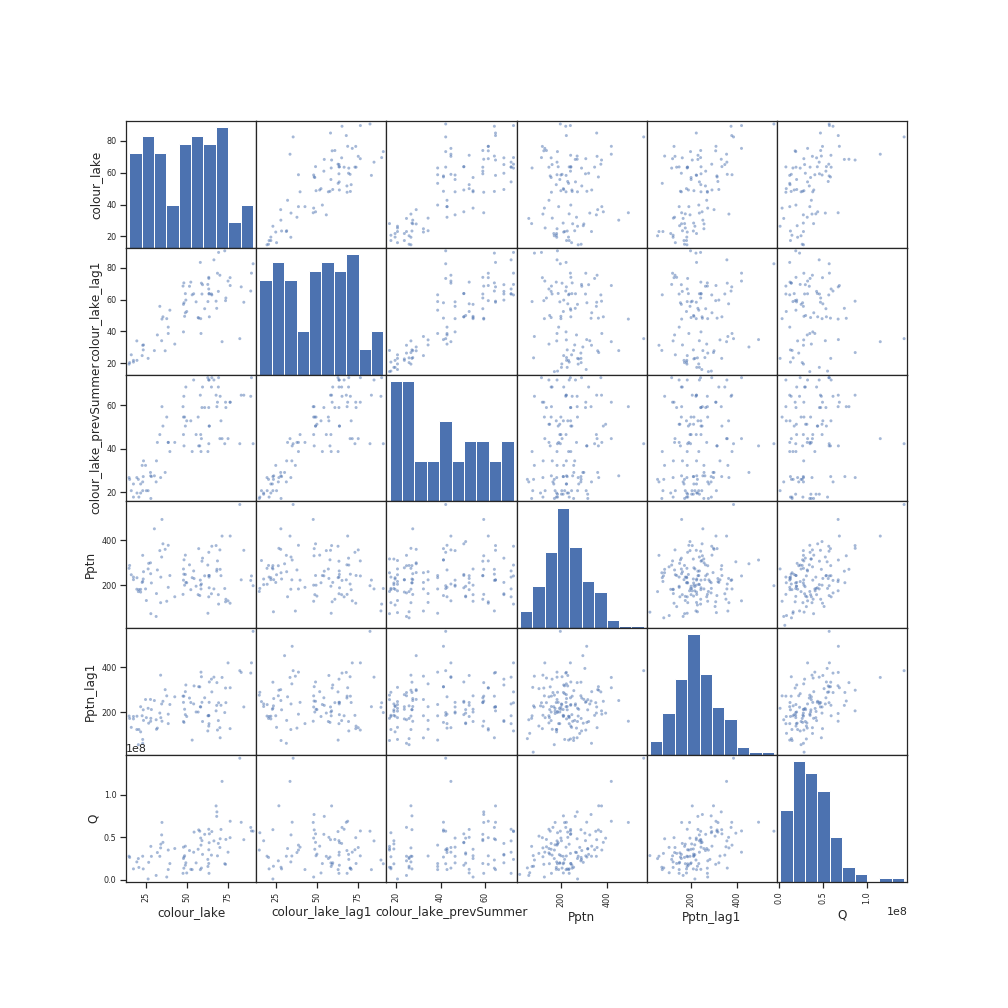 colour_lake
80
60
40
20
colour_lake_lag1
80
60
40
20
colour_lake_prevSummer
60
40
20
Pptn
400
200
Pptn_lag1
400
200
1e8
Q
1.0
0.5
0.0
25 50 75 25 50 75 20 40 60 200 400 200 400 0.0 0.5 1.0
colour_lake colour_lake_lag1 colour_lake_prevSummer Pptn Pptn_lag1 Q 1e8